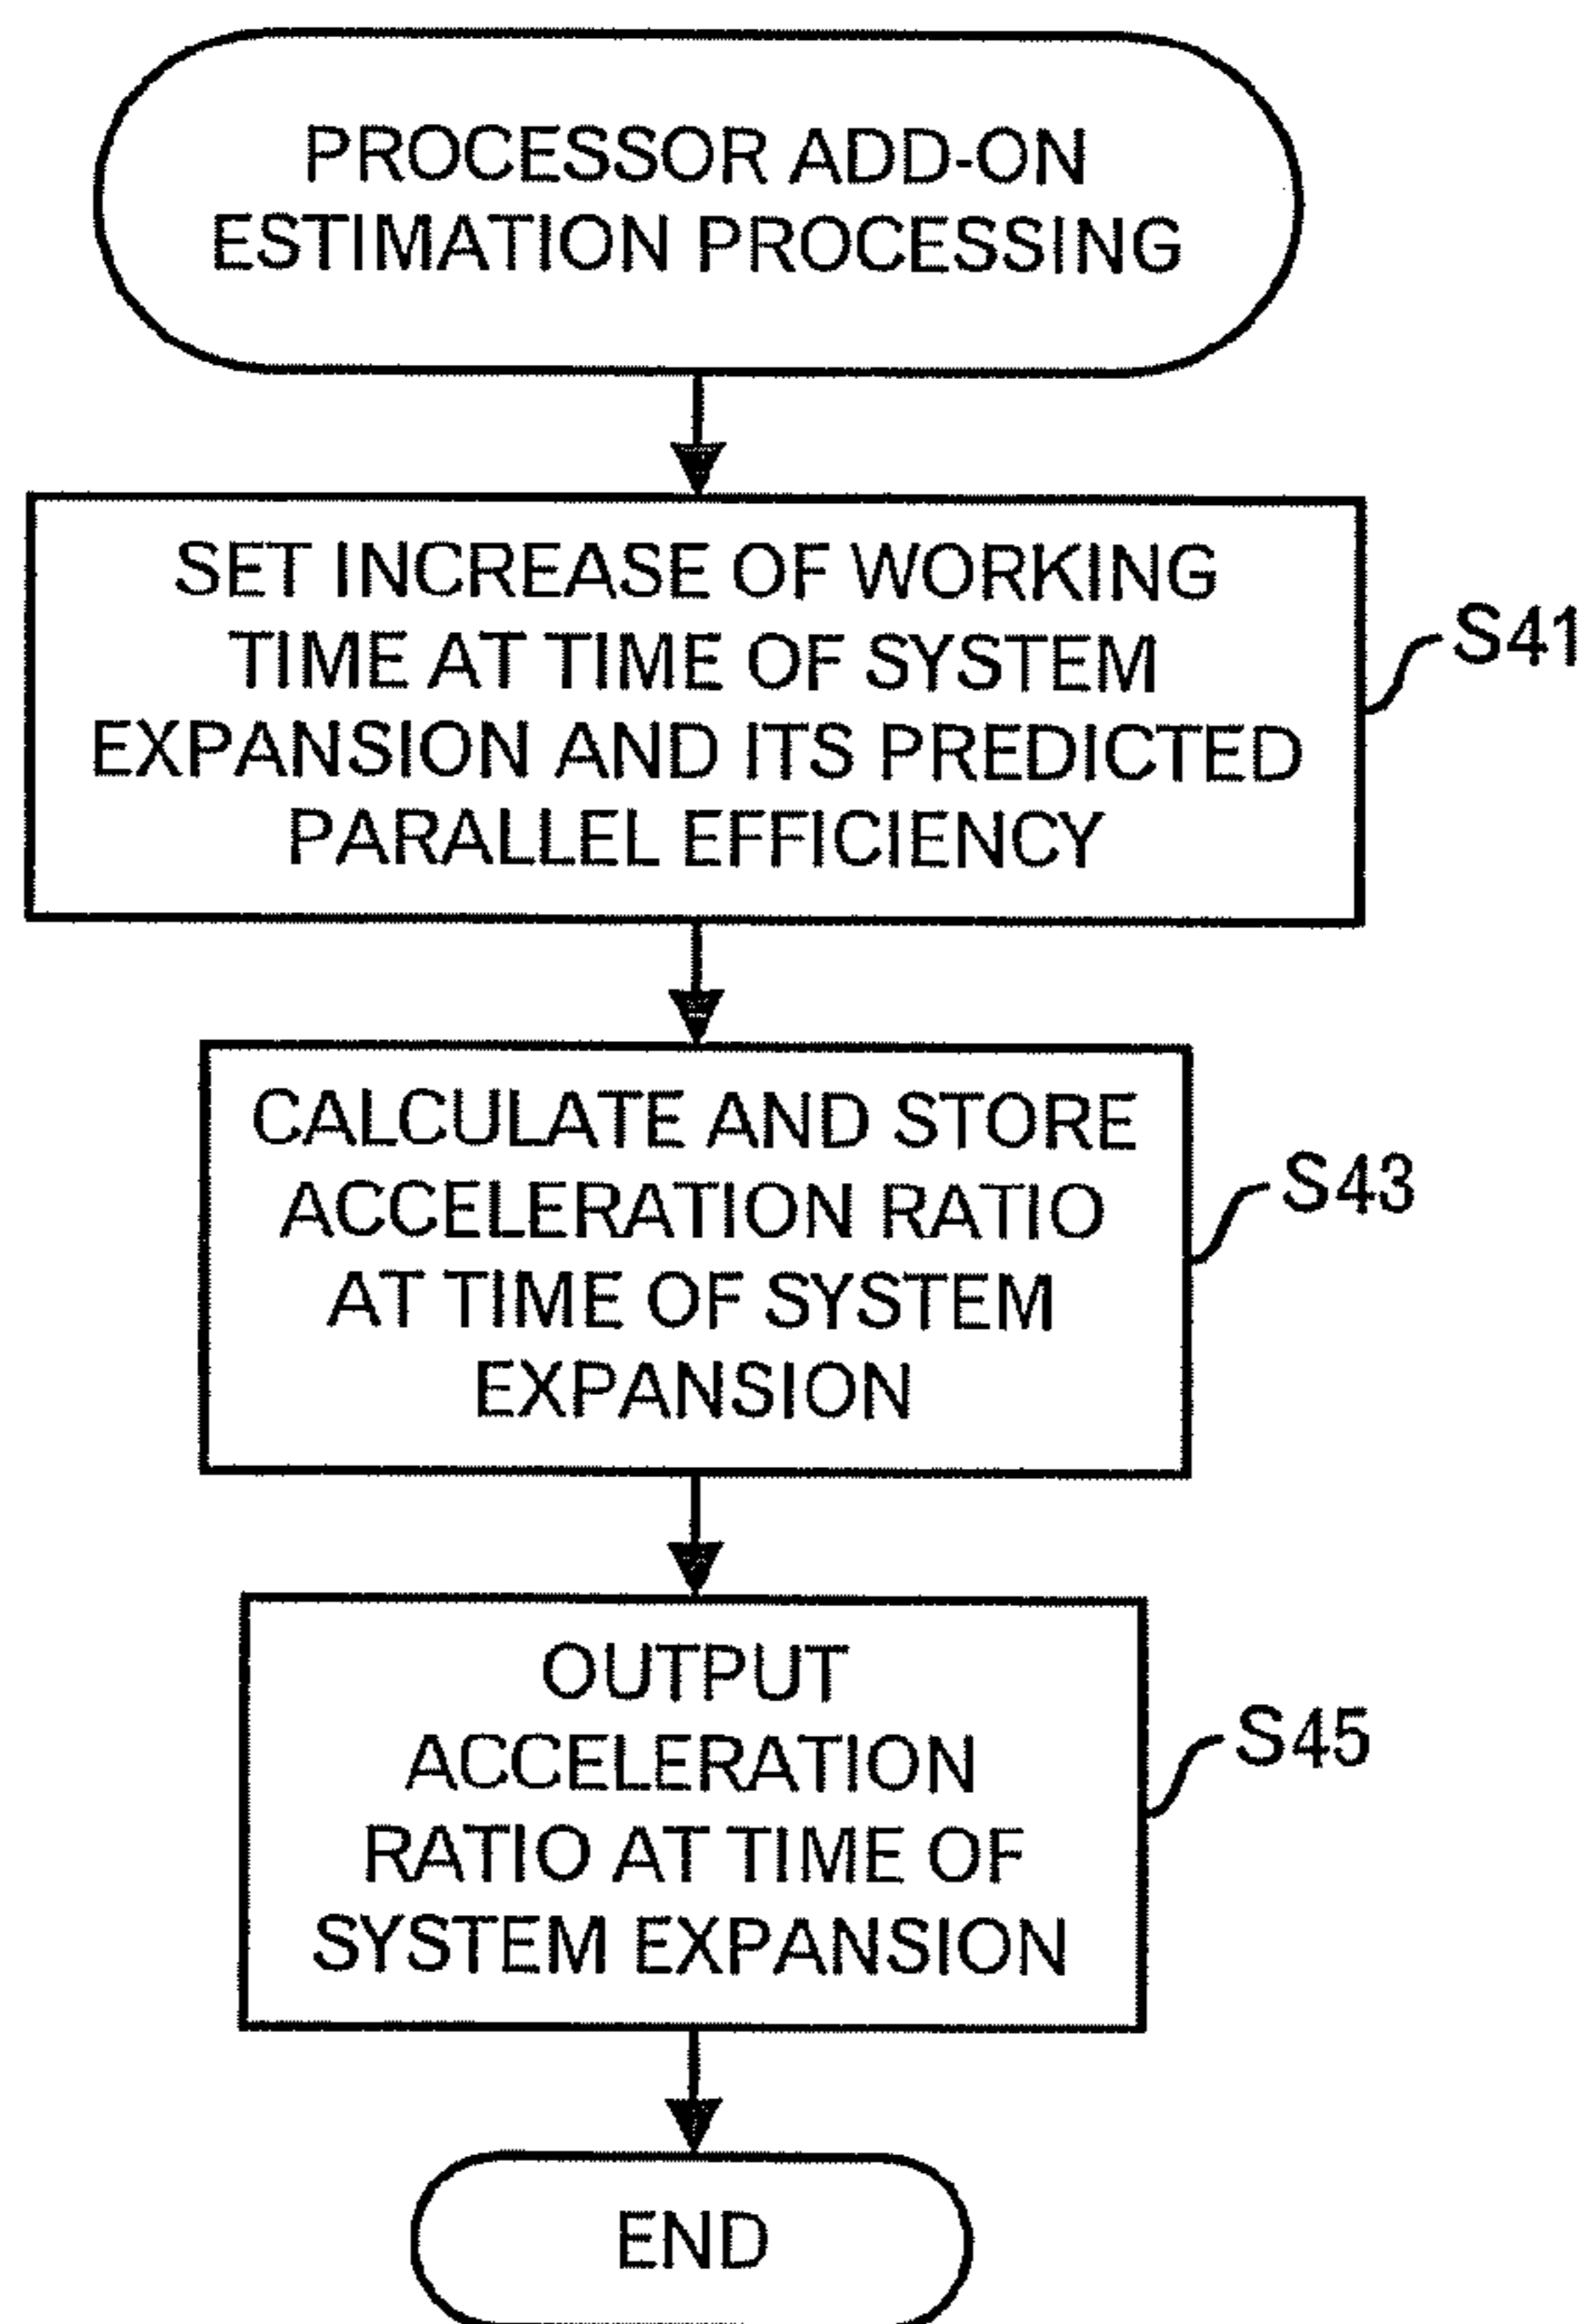 PROCESSOR ADD-ON
ESTIMATION PROCESSING
SET INCREASE OF WORKING
TIME AT TIME OF SYSTEM
EXPANSION AND ITS PREDICTED
PARALLEL EFFICIENCY
S41
CALCULATE AND STORE
ACCELERATION RATIO
AT TIME OF SYSTEM
EXPANSION
S43
OUTPUT
ACCELERATION
RATIO AT TIME OF
SYSTEM EXPANSION
S45
END